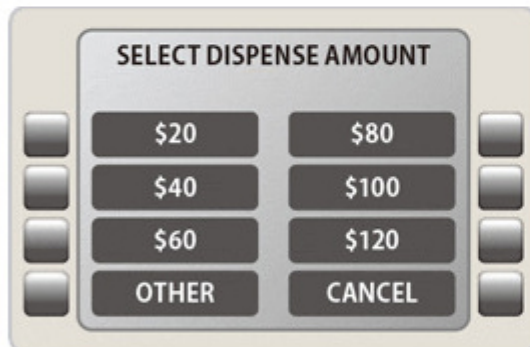 SELECT DISPENSE AMOUNT
$20 $80
$40 $100
$60 $120
OTHER CANCEL